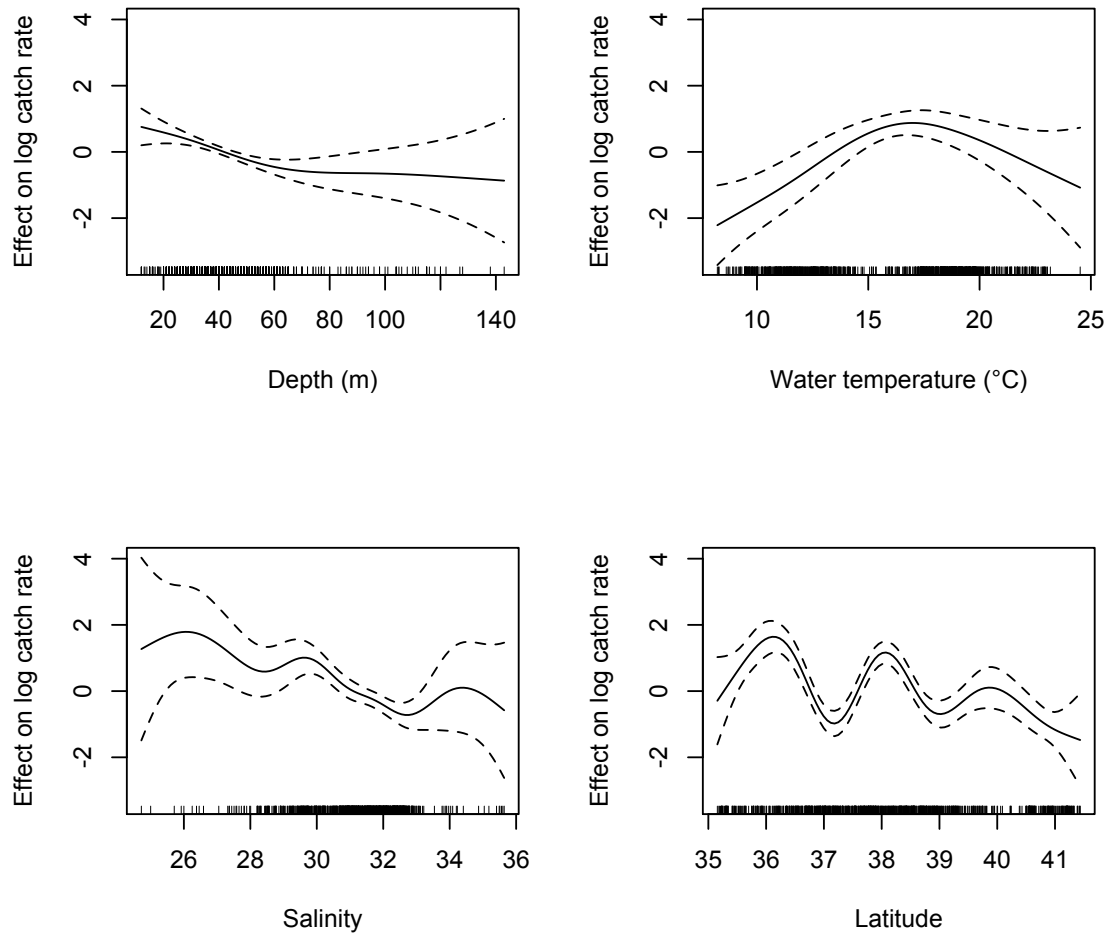 Effect on log catch rate
4
2
0
-2
20 40 60 80 100 140
Depth (m)
Effect on log catch rate
4
2
0
-2
10 15 20 25
Water temperature (°C)
Effect on log catch rate
4
2
0
-2
26 28 30 32 34 36
Salinity
Effect on log catch rate
4
2
0
-2
35 36 37 38 39 40 41
Latitude